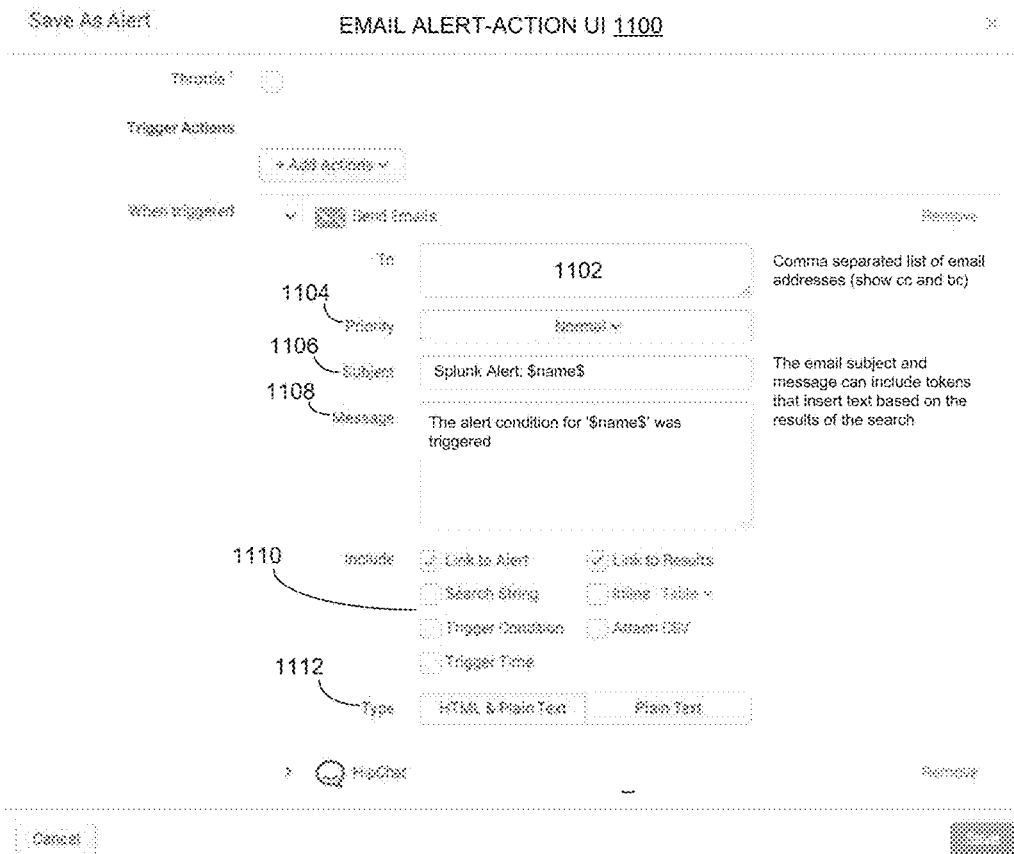 Save As Alert
EMAIL ALERT-ACTION UI 1100
Throttle ?
Trigger Actions
+ Add Actions
When triggered
Send Emails
Remove
To
1102
Comma separated list of email
addresses (show cc and bc)
1104
Priority
Normal
1106
Subject
Splunk Alert: $name$
The email subject and
message can include tokens
that insert text based on the
results of the search
1108
Message
The alert condition for '$name$' was
triggered
1110
Include
Link to Alert
Link to Results
Search String
Inline Table
Trigger Condition
Attach CSV
Trigger Time
1112
Type
HTML & Plain Text
Plain Text
HipChat
Remove
Cancel